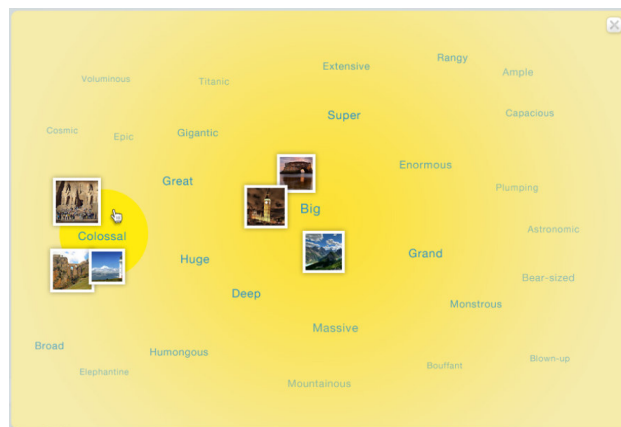 Rangy
Extensive
Ample
Voluminous
Titanic
Super
Capacious
Cosmic
Epic
Gigantic
Enormous
Great
Plumping
Big
Astronomic
Colossal
Grand
Huge
Bear-sized
Deep
Monstrous
Massive
Broad
Humongous
Blown-up
Bouffant
Elephantine
Mountainous